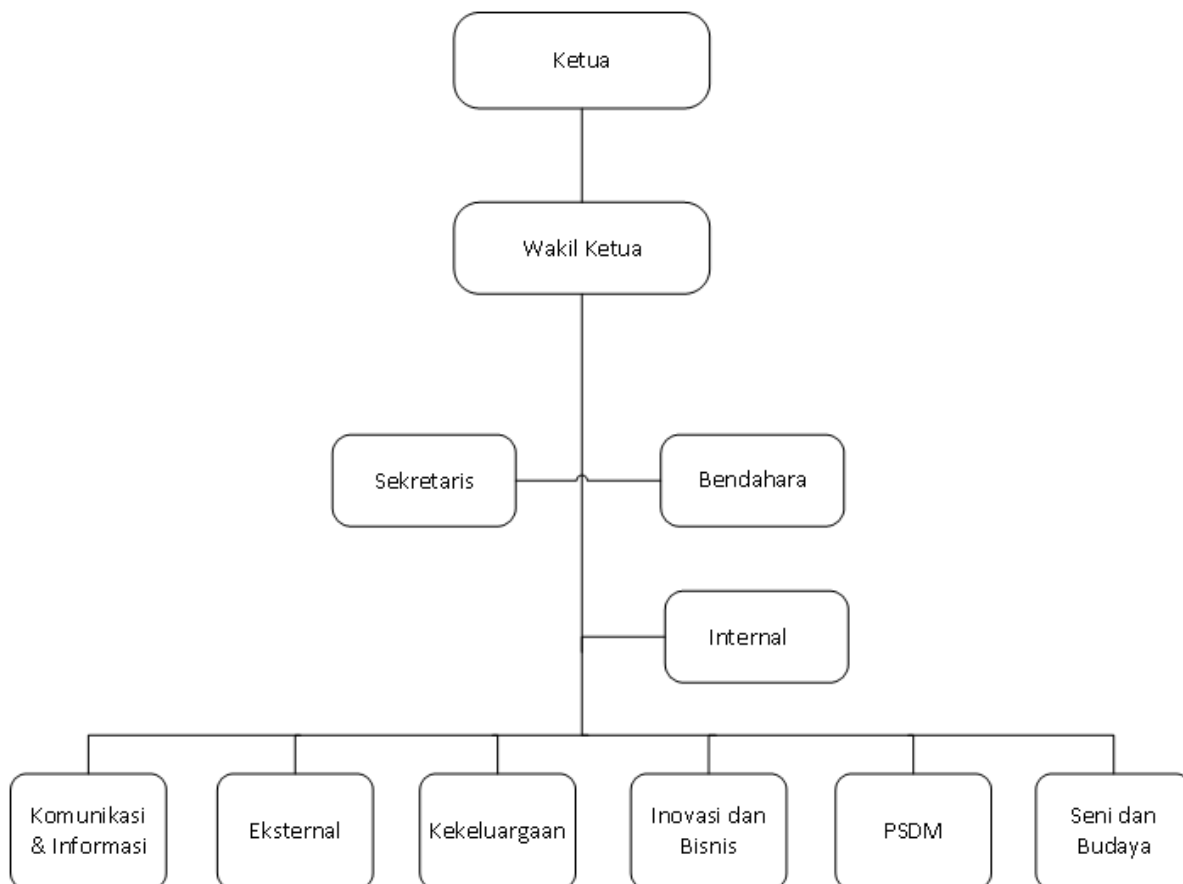 Ketua
Wakil Ketua
Sekretaris
Bendahara
Internal
Komunikasi
& Informasi
Eksternal
Kekeluargaan
Inovasi dan
Bisnis
PSDM
Seni dan
Budaya